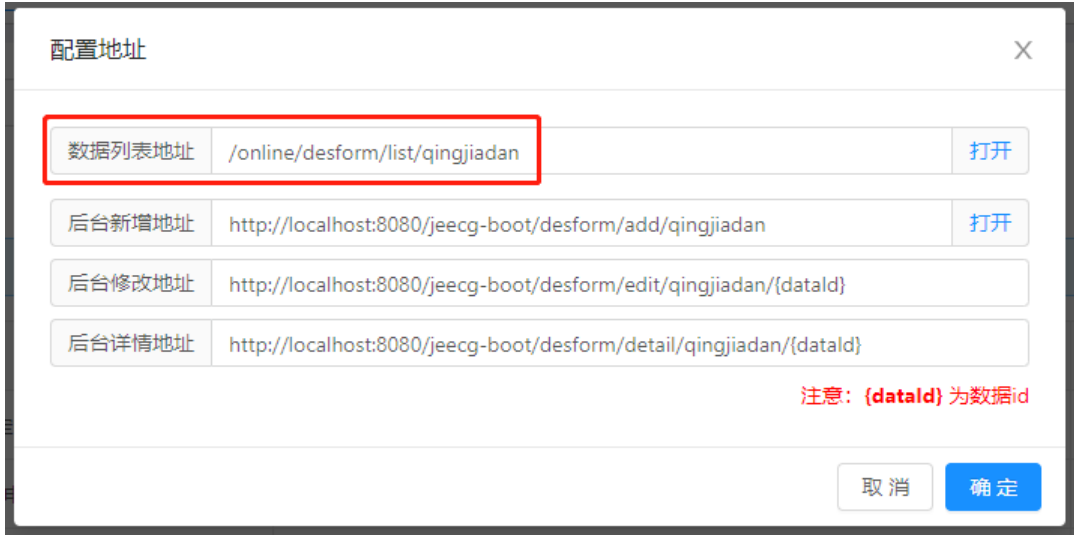 配置地址
数据列表地址 /online/desform/list/qingjiadan 打开
后台新增地址 http://localhost:8080/jeecg-boot/desform/add/qingjiadan 打开
后台修改地址 http://localhost:8080/jeecg-boot/desform/edit/qingjiadan/{dataId}
后台详情地址 http://localhost:8080/jeecg-boot/desform/detail/qingjiadan/{dataId}
注意：{dataId} 为数据id
取 消 确 定